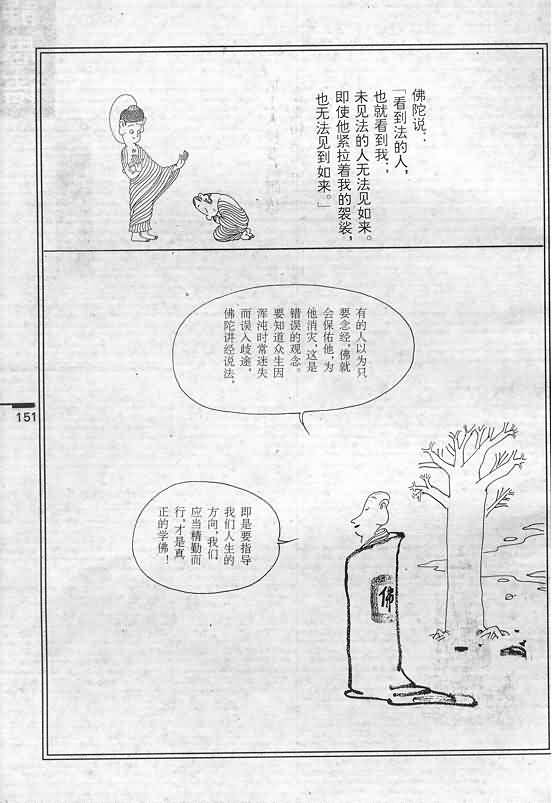 佛陀说：
「看到法的人，
也就看到我，
未见法的人无法见如来。
即使他紧拉着我的袈裟，
也无法见到如来。」
有的人以为只
要念经，佛就
会保佑他，为
他消灾，这是
错误的观念。
要知道众生因
浑沌时常迷失
而误入歧途，
佛陀讲经说法，
151
即是要指导
我们人生的
方向，我们
应当精勤而
行，才是真
正的学佛！
佛